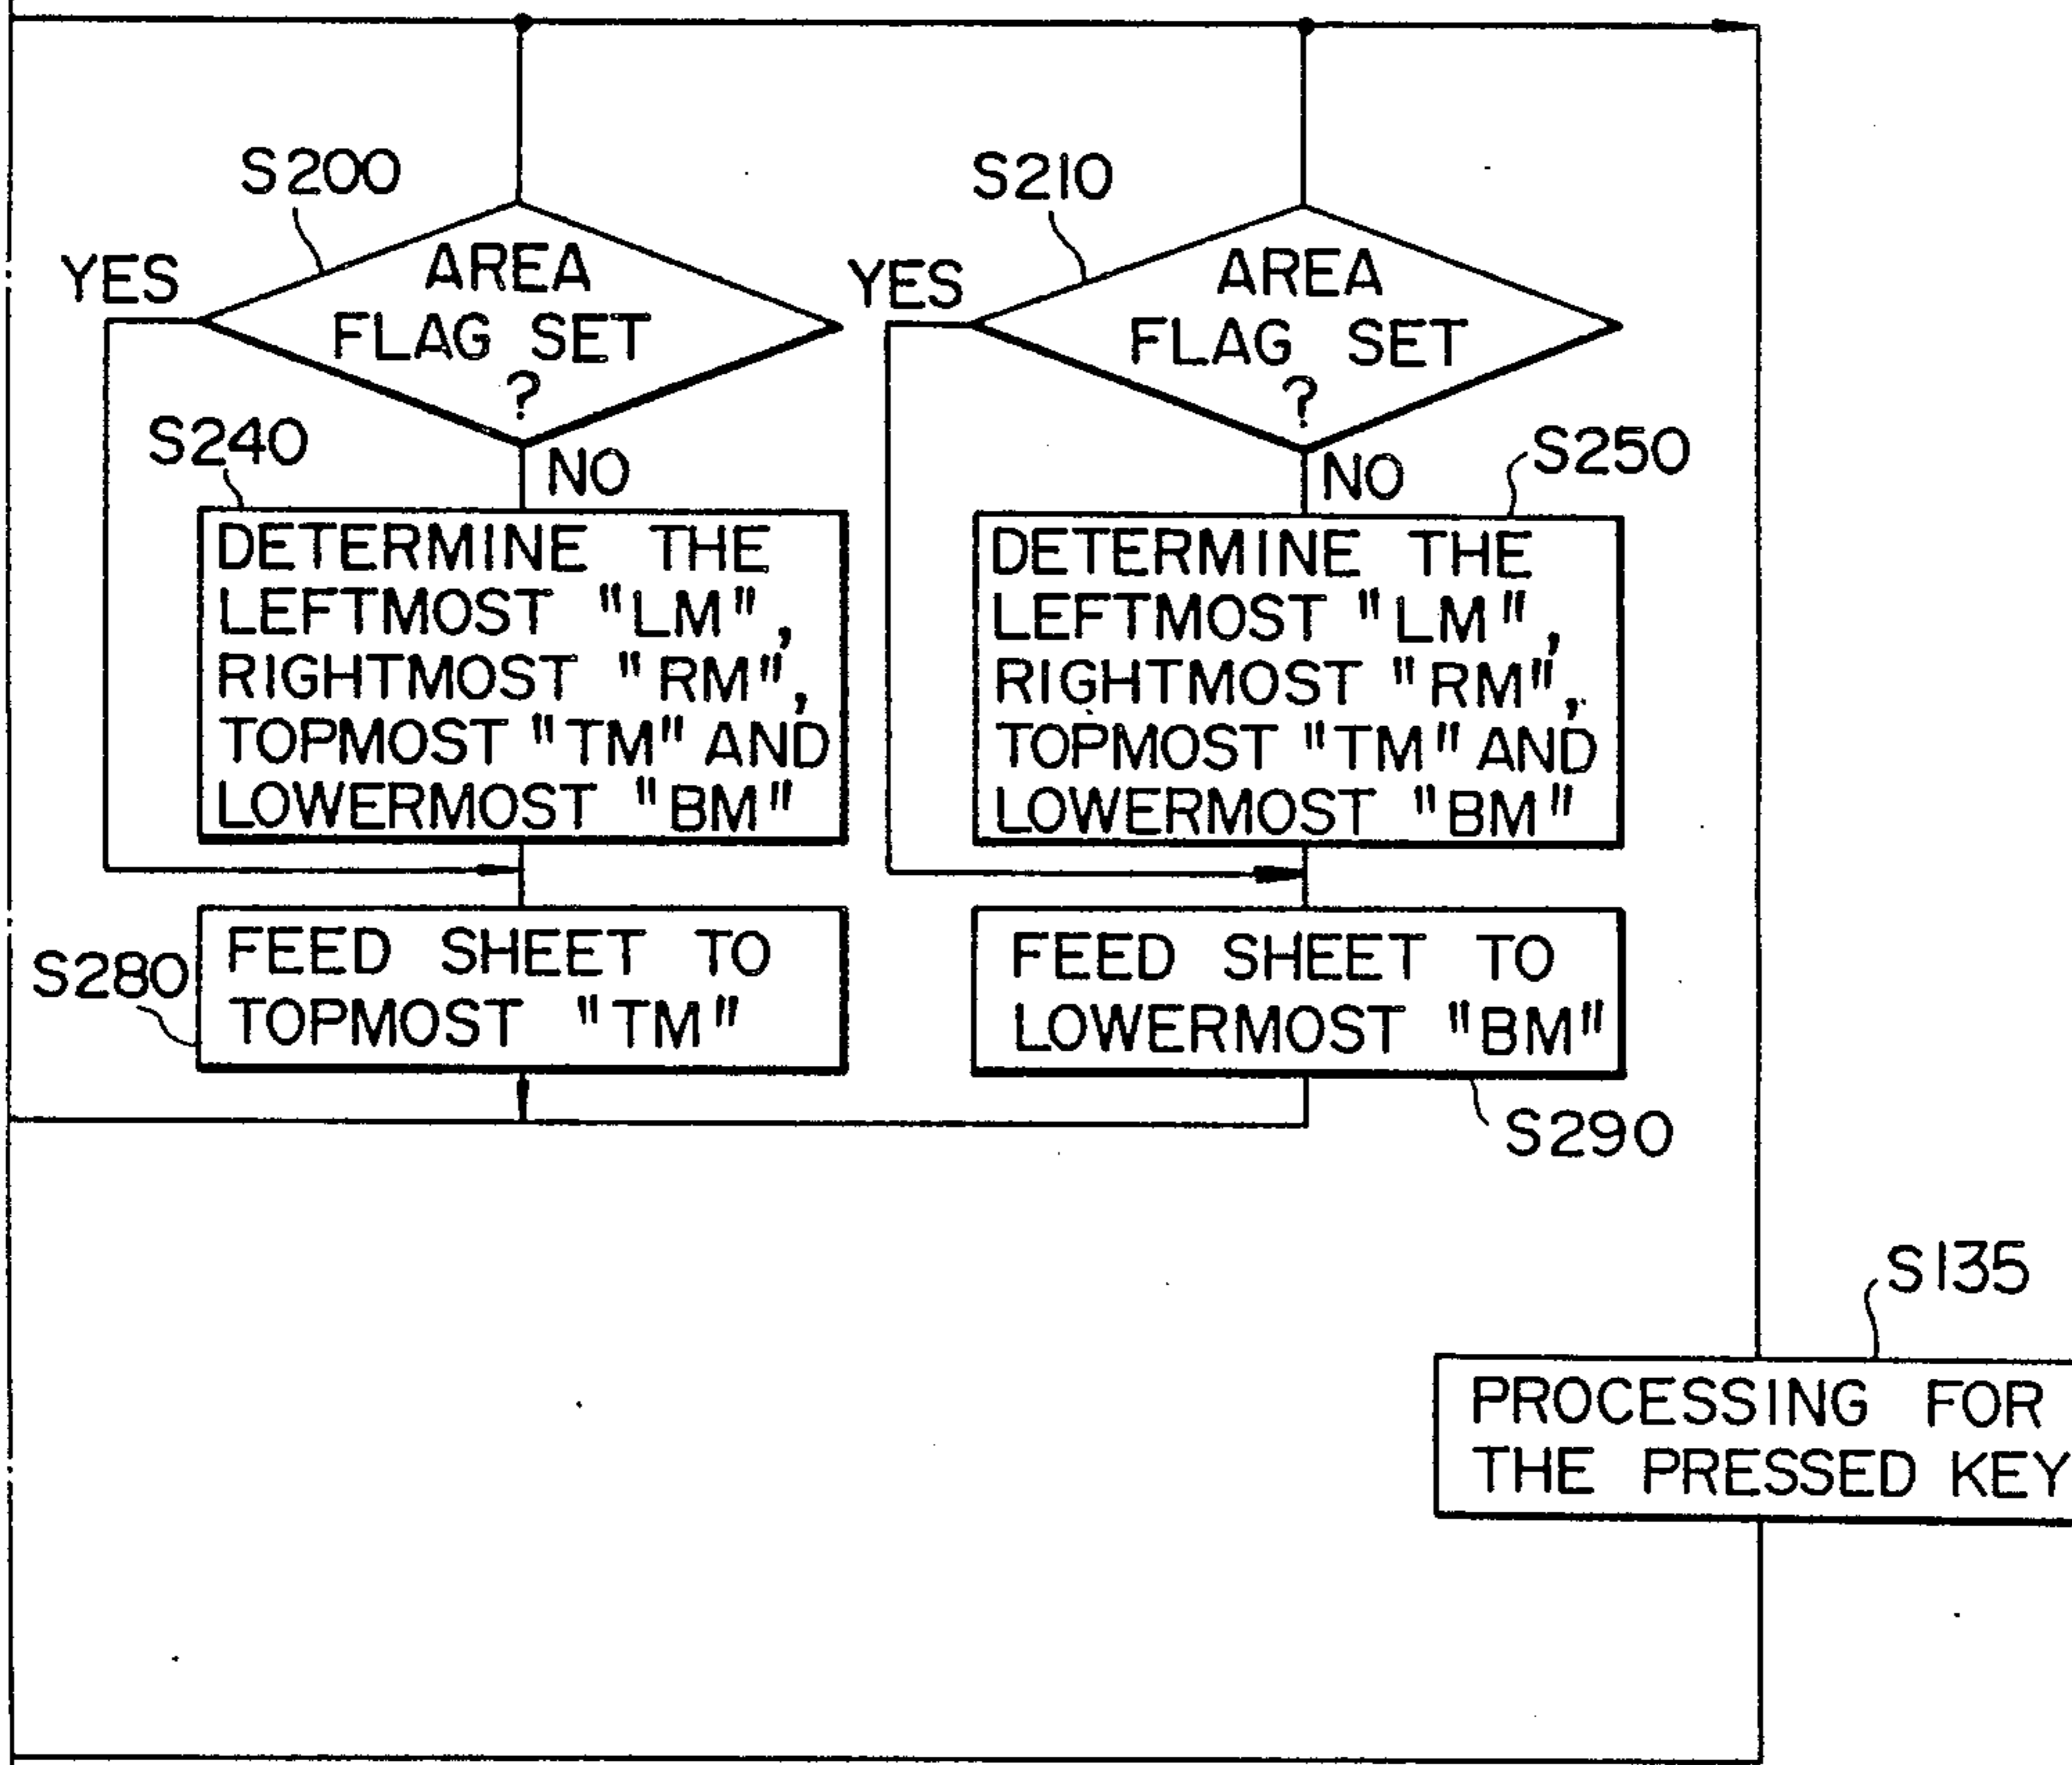 S200
YES
AREA
FLAG SET
?
NO
S240
DETERMINE THE
LEFTMOST "LM",
RIGHTMOST "RM",
TOPMOST "TM" AND
LOWERMOST "BM"
S280
FEED SHEET TO
TOPMOST "TM"
S210
YES
AREA
FLAG SET
?
NO
S250
DETERMINE THE
LEFTMOST "LM",
RIGHTMOST "RM",
TOPMOST "TM" AND
LOWERMOST "BM"
FEED SHEET TO
LOWERMOST "BM"
S290
S135
PROCESSING FOR
THE PRESSED KEY